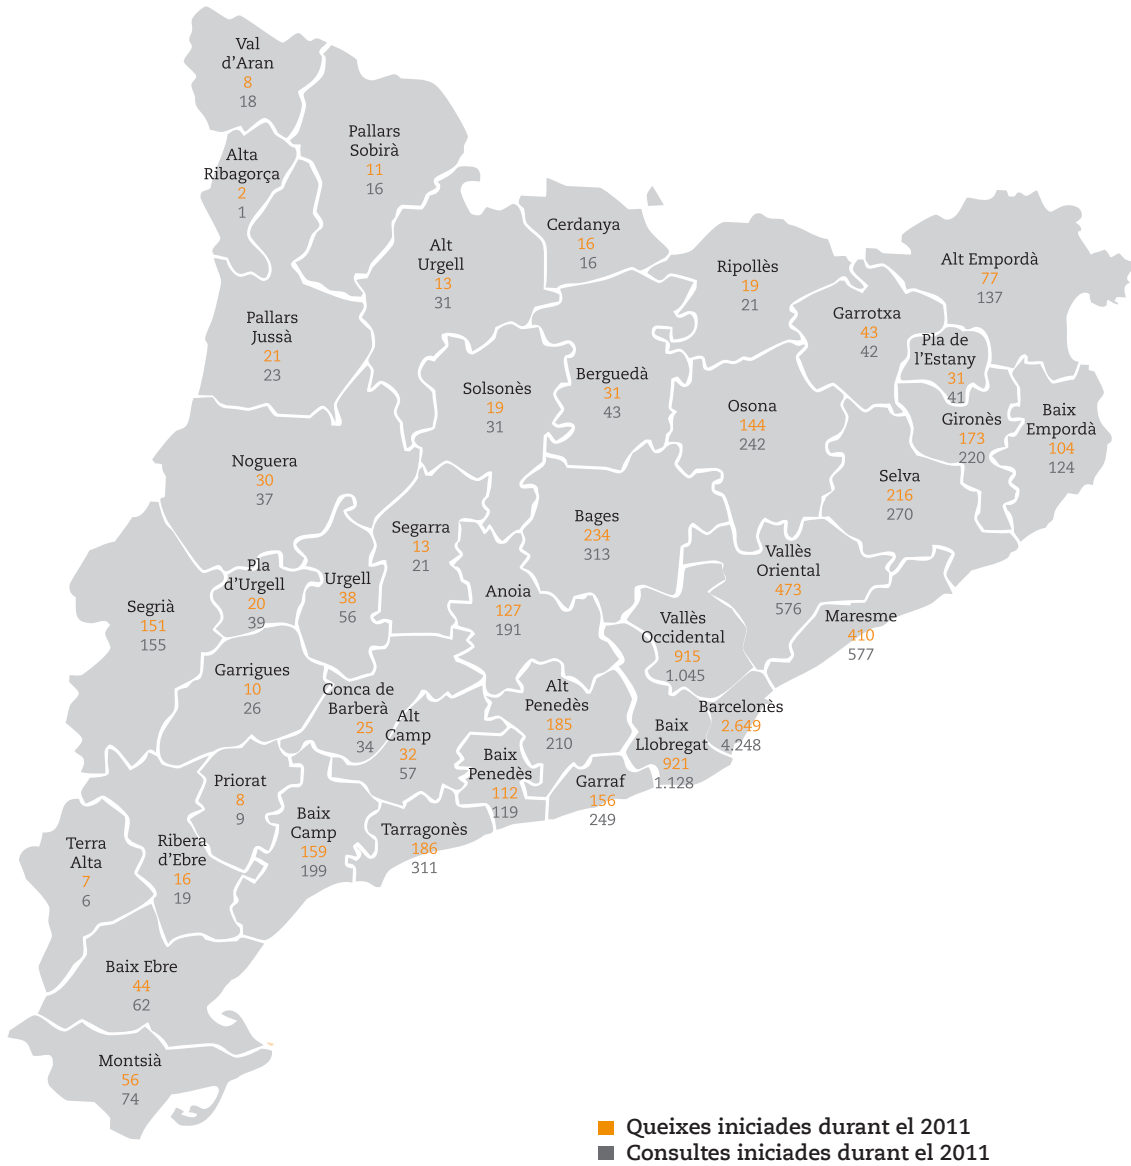 Val
d'Aran
8
18
Pallars
Sobirà
11
16
Alta
Ribagorça
2
1
Cerdanya
16
16
Alt
Urgell
13
31
Ripollès
19
21
Alt Empordà
77
137
Garrotxa
43
42
Pallars
Jussà
21
23
Pla de
l'Estany
31
41
Berguedà
31
43
Solsonès
19
31
Osona
144
242
Gironès
173
220
Baix
Empordà
104
124
Noguera
30
37
Selva
216
270
Bages
234
313
Segarra
13
21
Vallès
Oriental
473
576
Pla
d'Urgell
20
39
Urgell
38
56
Anoia
127
191
Segrià
151
155
Maresme
410
577
Vallès
Occidental
915
1.045
Garrigues
10
26
Conca de
Barberà
25
34
Alt
Penedès
185
210
Barcelonès
2.649
4.248
Alt
Camp
32
57
Baix
Llobregat
921
1.128
Baix
Penedès
112
119
Garraf
156
249
Priorat
8
9
Baix
Camp
159
199
Tarragonès
186
311
Terra
Alta
7
6
Ribera
d'Ebre
16
19
Baix Ebre
44
62
Montsià
56
74
Queixes iniciades durant el 2011
Consultes iniciades durant el 2011